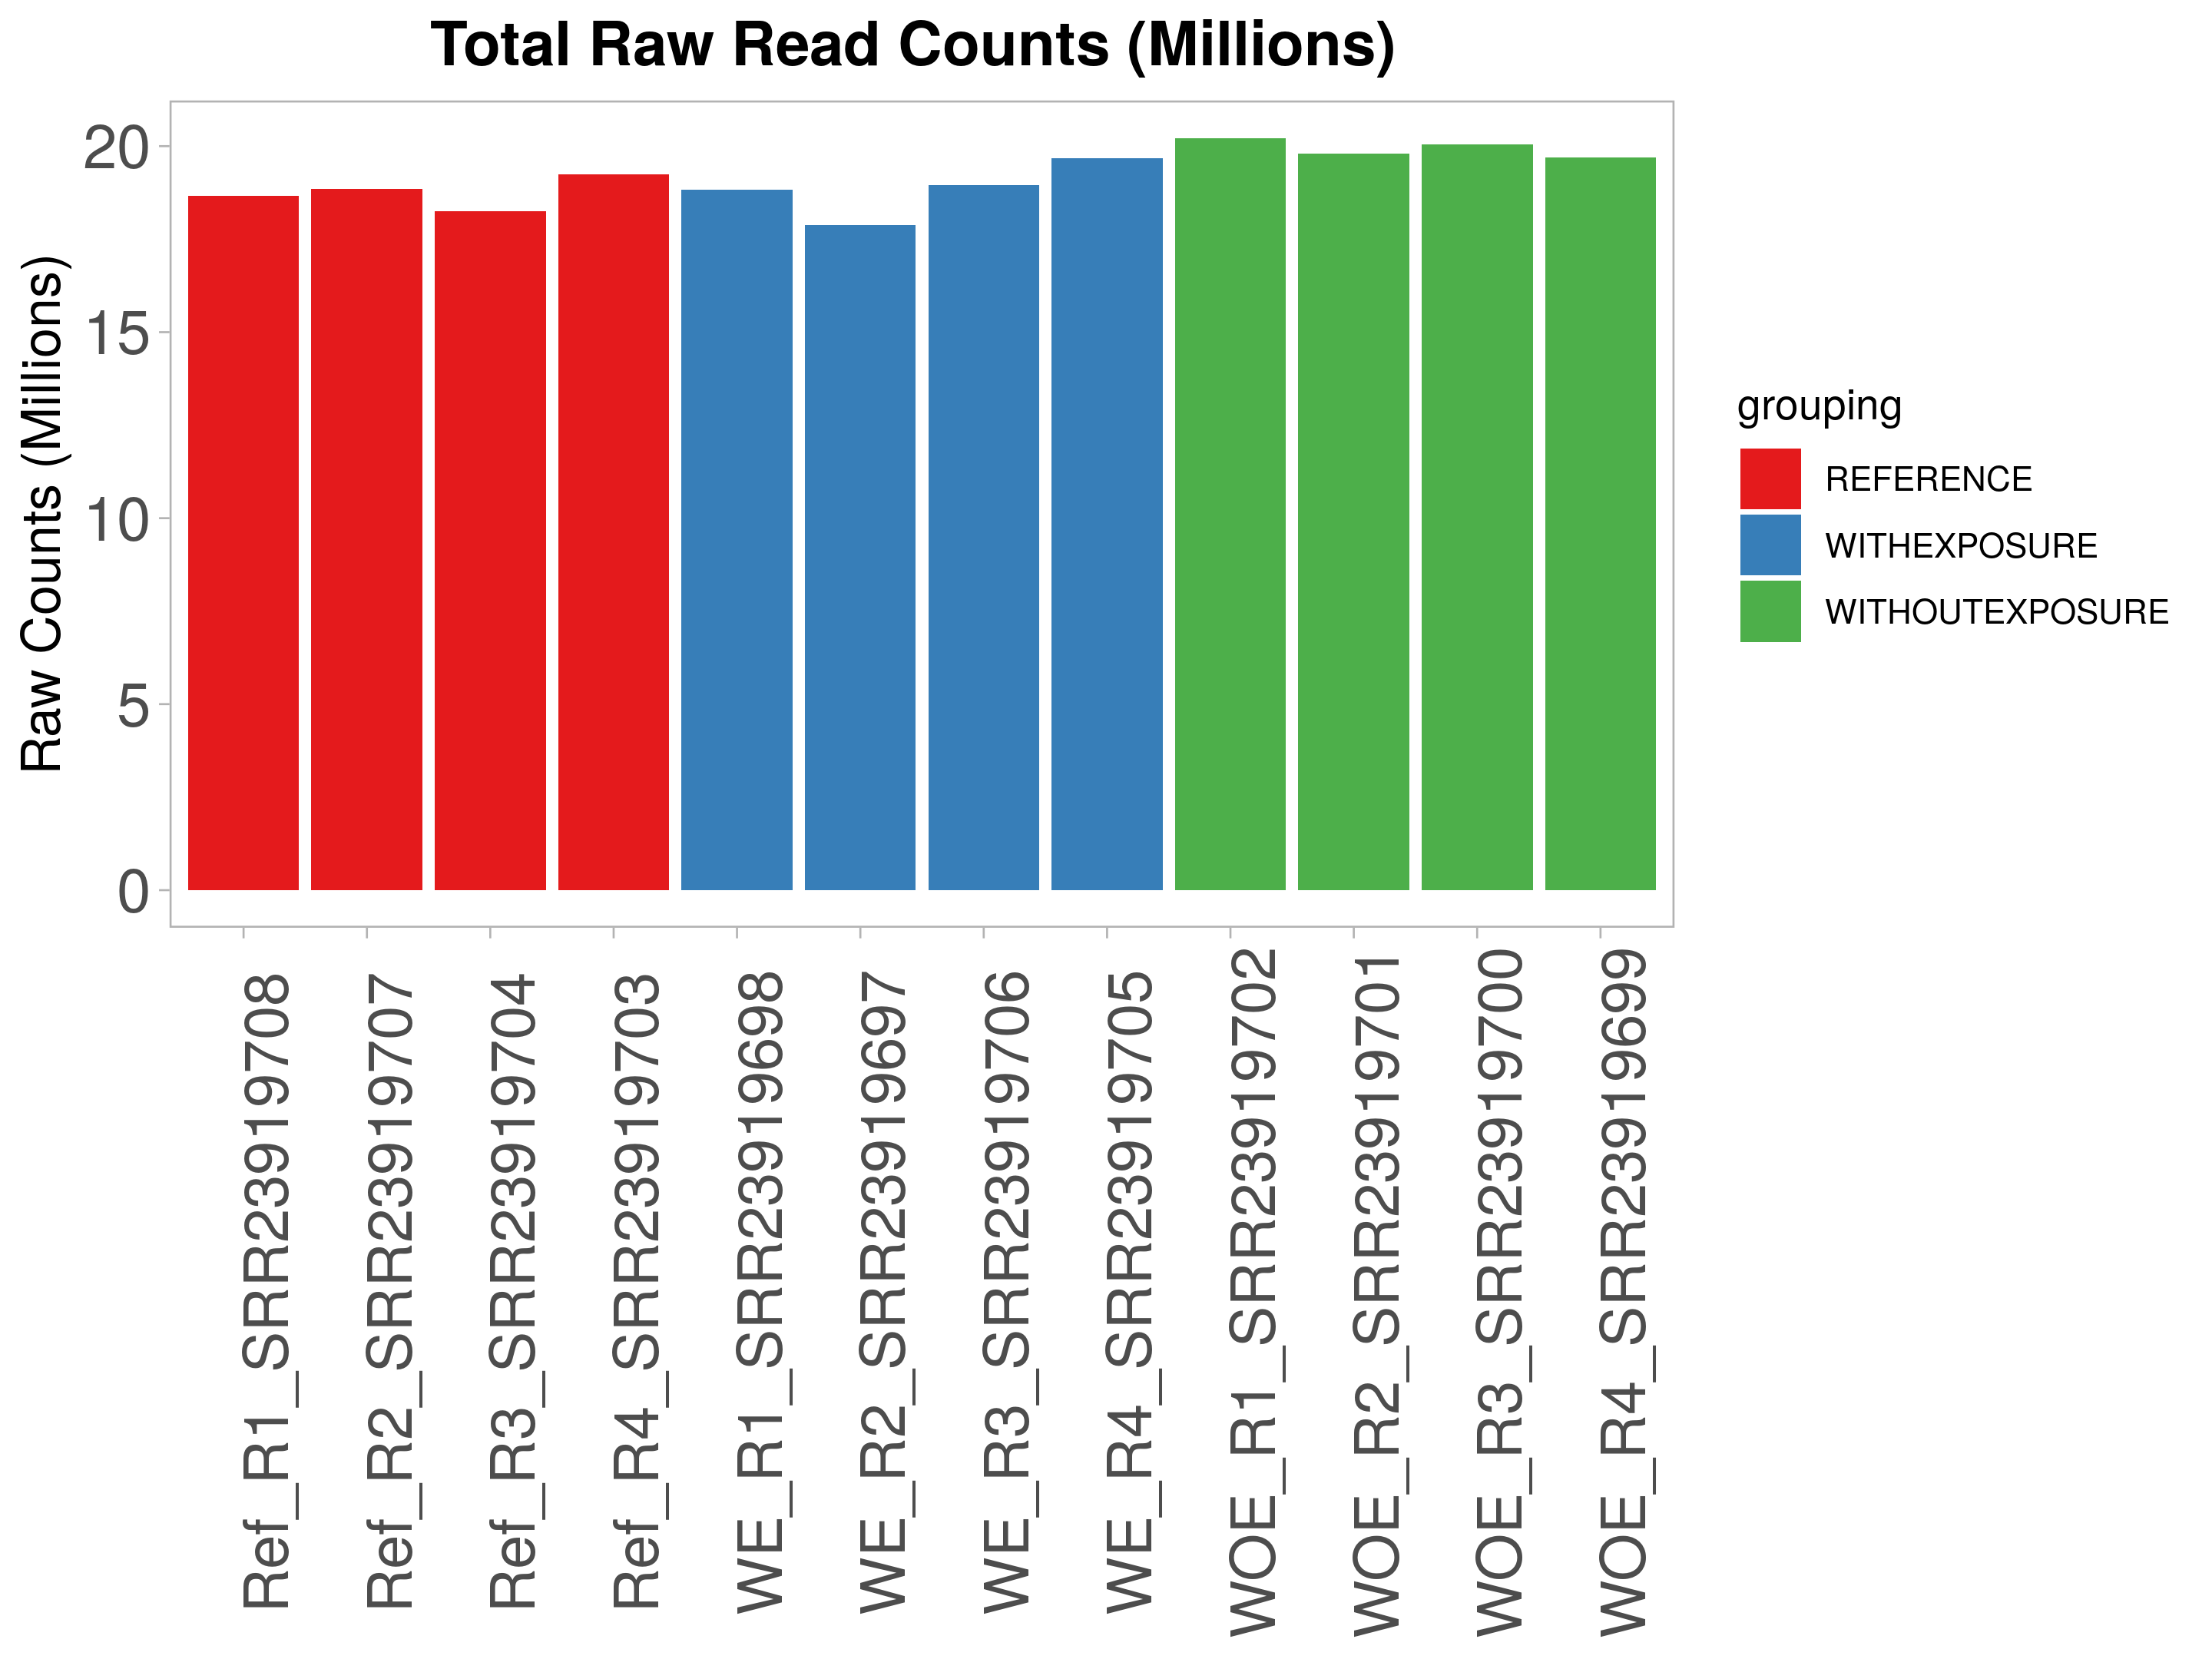 Total Raw Read Counts (Millions)
Raw Counts (Millions)
20
15
10
5
0
Ref_R1_SRR23919708
Ref_R2_SRR23919707
Ref_R3_SRR23919704
Ref_R4_SRR23919703
WE_R1_SRR23919698
WE_R2_SRR23919697
WE_R3_SRR23919706
WE_R4_SRR23919705
WOE_R1_SRR23919702
WOE_R2_SRR23919701
WOE_R3_SRR23919700
WOE_R4_SRR23919699
grouping
REFERENCE
WITHEXPOSURE
WITHOUTEXPOSURE